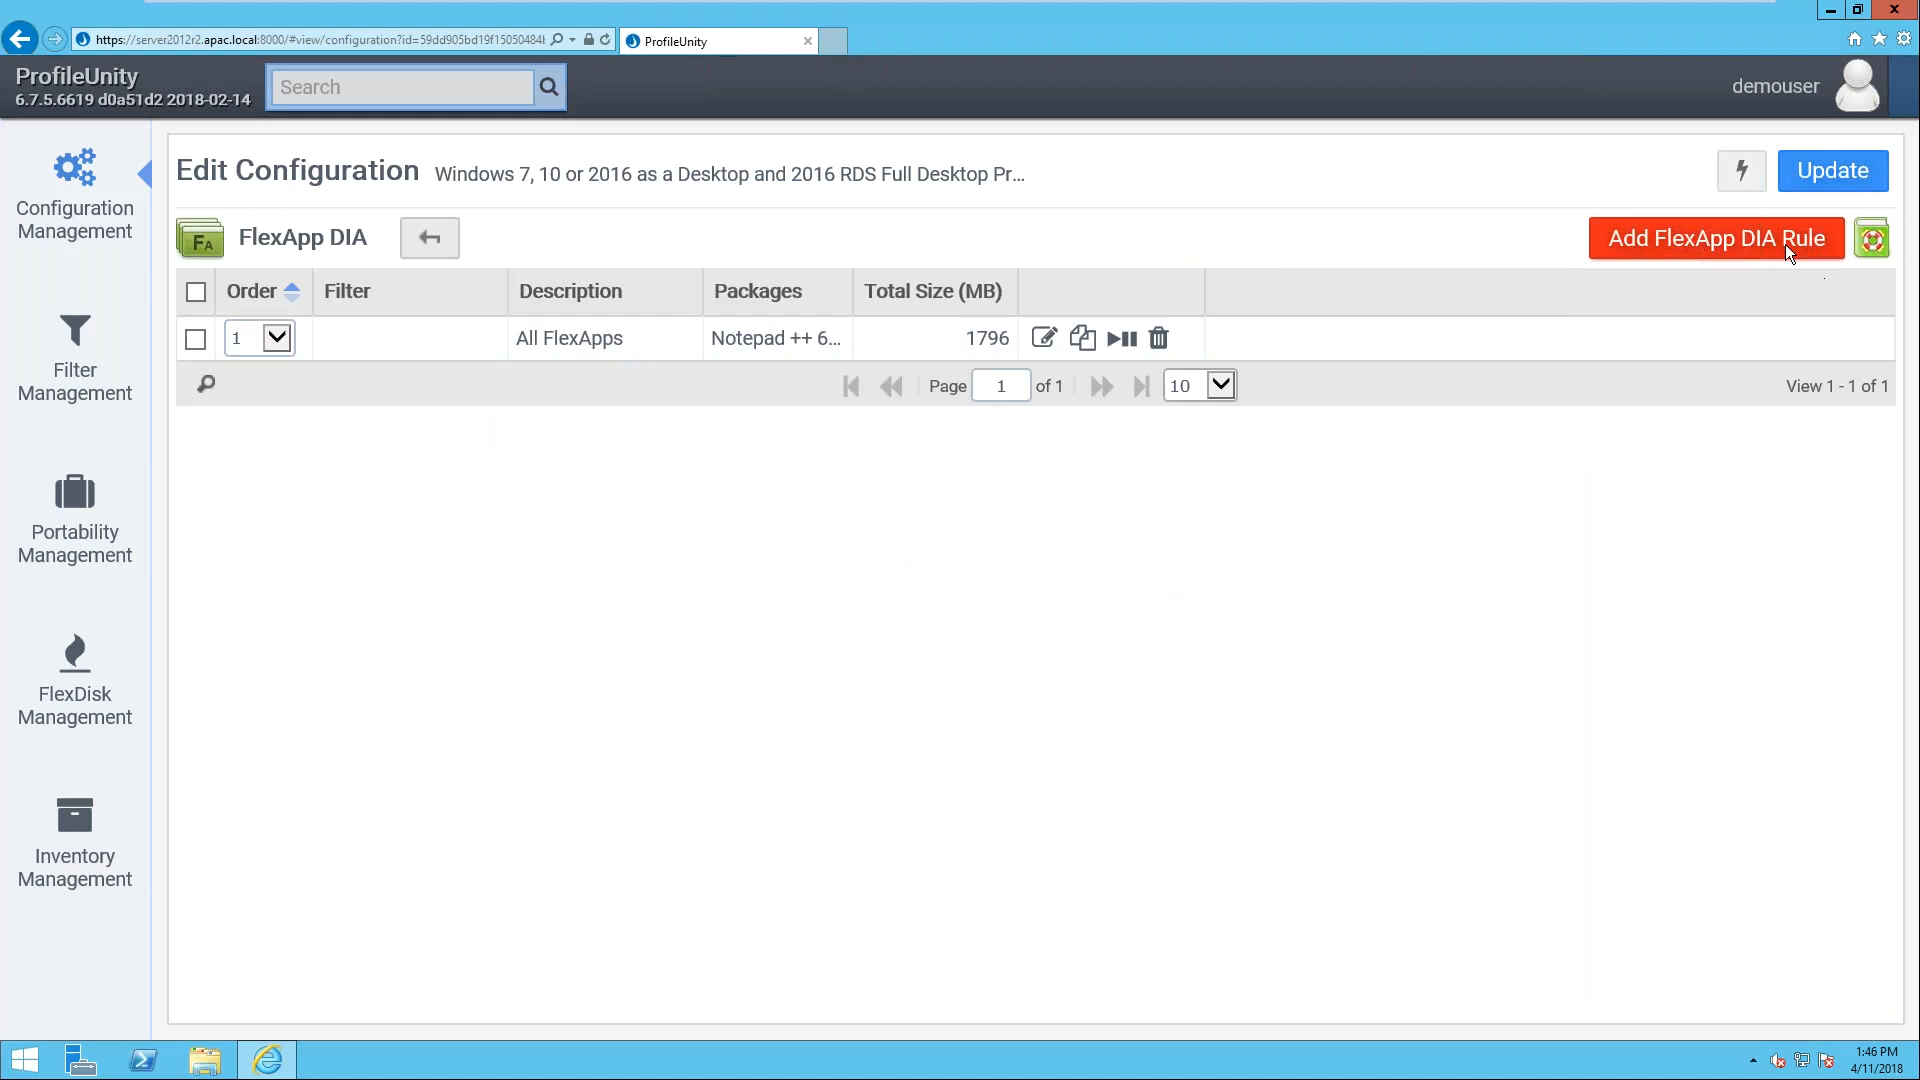 https://server2012r2.apac.local:8000/#view/configuration?id=59dd905bd19f15050484
ProfileUnity
ProfileUnity
6.7.5.6619 d0a51d2 2018-02-14
Search
demouser
Configuration
Management
Filter
Management
Portability
Management
FlexDisk
Management
Inventory
Management
Edit Configuration Windows 7, 10 or 2016 as a Desktop and 2016 RDS Full Desktop Pr...
Update
FA FlexApp DIA
Add FlexApp DIA Rule
Order Filter Description Packages Total Size (MB)
1 All FlexApps Notepad ++ 6... 1796
Page 1 of 1 10 View 1 - 1 of 1
1:46 PM
4/11/2018